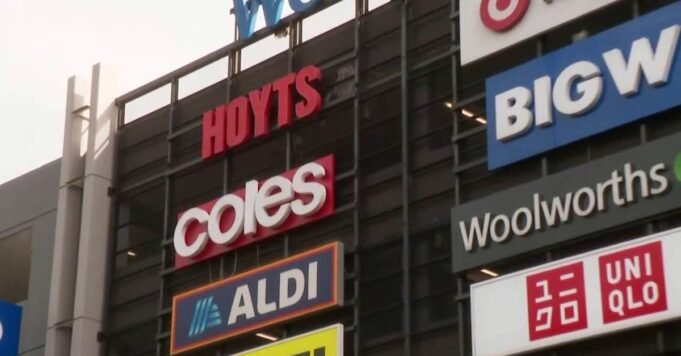 HOYTS
coles
ALDI
BIG W
Woolworths
ユニ
クロ
UNI
QLO